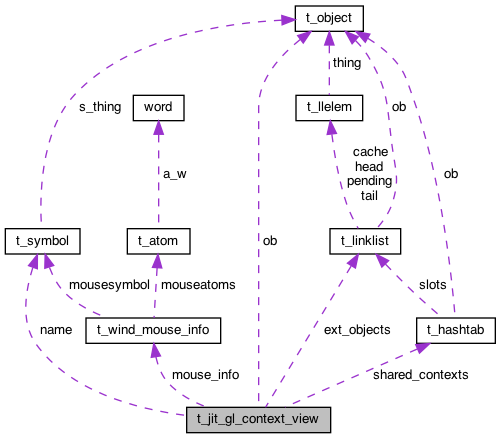 t_object
thing
s_thing
word
t_llelem
ob
a_w
cache
head
pending
tail
ob
t_symbol
t_atom
ob
t_linklist
mousesymbol
mouseatoms
slots
name
t_wind_mouse_info
ext_objects
t_hashtab
mouse_info
shared_contexts
t_jit_gl_context_view